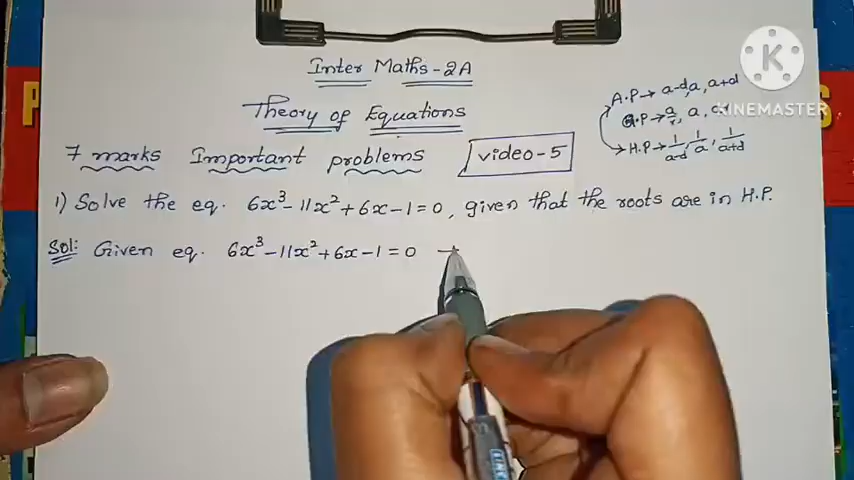 Inter Maths-2A
Theory of Equations
7 marks Important problems video-5
A.P → a-d, a, a+d
G.P → a/r, a, 
H.P → 1/a-d, 1/a, 1/a+d
KINEMASTER
1) Solve the eq. 6x³-11x²+6x-1=0, given that the roots are in H.P.
Sol: Given eq. 6x³-11x²+6x-1=0 —